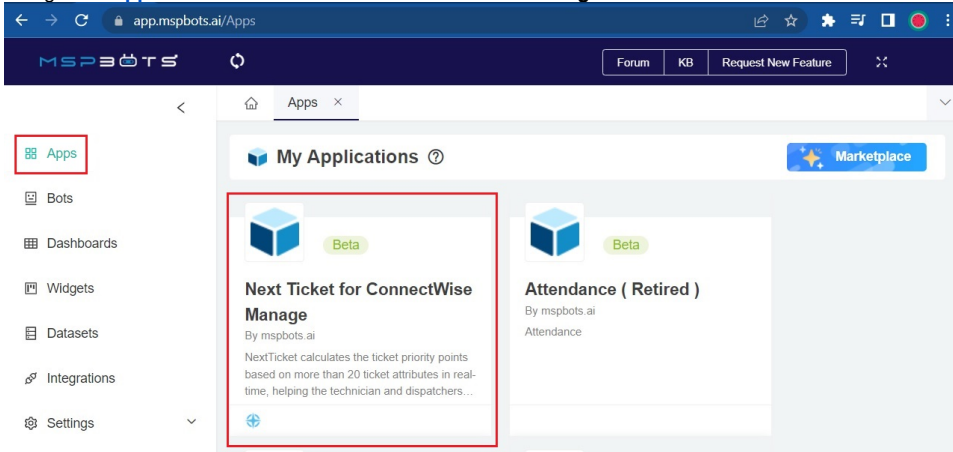 app.mspbots.ai/Apps
MSPBOTS
Forum
KB
Request New Feature
Apps ×
Apps
My Applications
Marketplace
Bots
Dashboards
Widgets
Datasets
Integrations
Settings
Beta
Next Ticket for ConnectWise
Manage
By mspbots.ai
NextTicket calculates the ticket priority points
based on more than 20 ticket attributes in real-
time, helping the technician and dispatchers...
Beta
Attendance ( Retired )
By mspbots.ai
Attendance